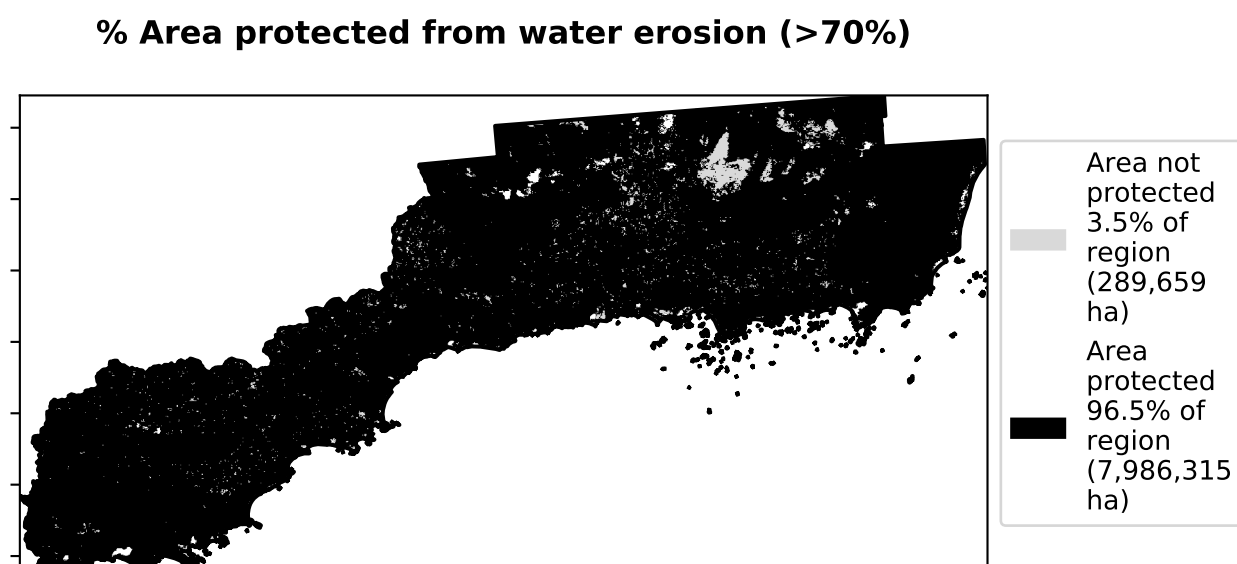 % Area protected from water erosion (>70%)
Area not
protected
3.5% of
region
(289,659
ha)
Area
protected
96.5% of
region
(7,986,315
ha)